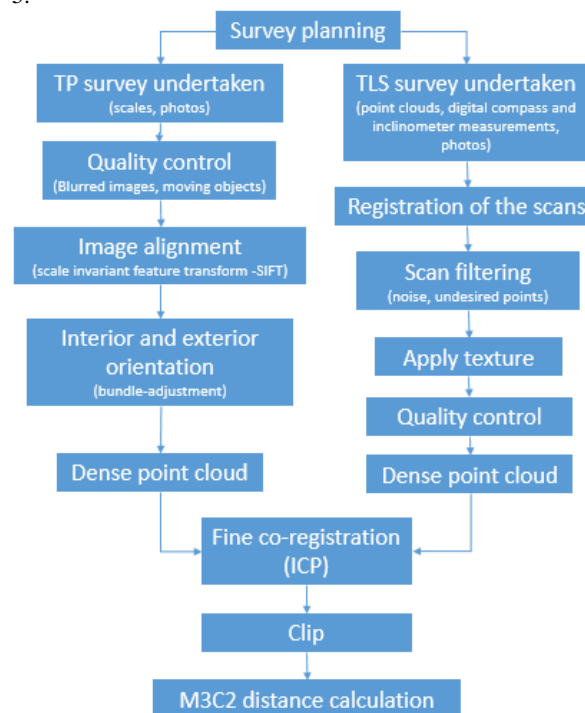 Survey planning
TP survey undertaken
(scales, photos)
Quality control
(Blurred images, moving objects)
Image alignment
(scale invariant feature transform -SIFT)
Interior and exterior
orientation
(bundle-adjustment)
Dense point cloud
TLS survey undertaken
(point clouds, digital compass and
inclinometer measurements,
photos)
Registration of the scans
Scan filtering
(noise, undesired points)
Apply texture
Quality control
Dense point cloud
Fine co-registration
(ICP)
Clip
M3C2 distance calculation